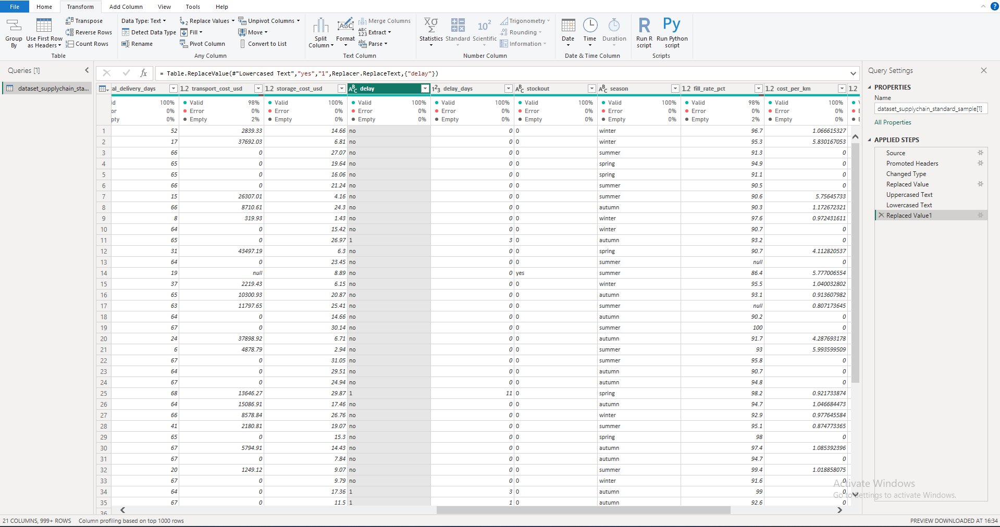 File Home Transform Add Column View Tools Help
Group By
Use First Row as Headers
Transpose
Reverse Rows
Count Rows
Table
Data Type: Text
Detect Data Type
Rename
Replace Values
Fill
Pivot Column
Unpivot Columns
Move
Convert to List
Any Column
Split Column
Format
Merge Columns
Extract
Parse
Text Column
Statistics
Standard
Scientific
Trigonometry
Rounding
Information
Number Column
Date
Time
Duration
Date & Time Column
Run R script
Run Python script
Scripts
Queries [1]
dataset_supplychain_sta...
fx = Table.ReplaceValue(#"Lowercased Text","yes","1",Replacer.ReplaceText,{"delay"})
al_delivery_days 1.2 transport_cost_usd 1.2 storage_cost_usd ABC delay 123 delay_days ABC stockout ABC season 1.2 fill_rate_pct 1.2 cost_per_km 1.2
id 100% Valid 98% Valid 100% Valid 100% Valid 100% Valid 100% Valid 100% Valid 98% Valid 100%
or 0% Error 0% Error 0% Error 0% Error 0% Error 0% Error 0% Error 0% Error 0%
pty 0% Empty 2% Empty 0% Empty 0% Empty 0% Empty 0% Empty 0% Empty 2% Empty 0%
1 52 2839.33 14.66 no 0 0 winter 96.7 1.066615327
2 17 37692.03 6.81 no 0 0 winter 95.3 5.830167053
3 66 0 27.07 no 0 0 summer 91.3 0
4 65 0 19.64 no 0 0 spring 94.9 0
5 65 0 16.06 no 0 0 spring 91.1 0
6 66 0 21.24 no 0 0 summer 90.5 0
7 15 26307.01 4.16 no 0 0 summer 90.6 5.75645733
8 66 8710.61 24.3 no 0 0 autumn 90.3 1.172672321
9 8 319.93 1.43 no 0 0 winter 97.6 0.972431611
10 64 0 15.42 no 0 0 winter 90.7 0
11 65 0 26.97 1 3 0 autumn 93.2 0
12 31 43497.19 6.3 no 0 0 spring 90.7 4.112820537
13 64 0 23.45 no 0 0 summer null 0
14 19 null 8.89 no 0 yes summer 86.4 5.777006554
15 37 2219.43 6.15 no 0 0 winter 95.5 1.040032802
16 65 10300.93 20.87 no 0 0 autumn 93.1 0.913607982
17 63 11797.65 25.41 no 0 0 summer null 0.807173645
18 64 0 14.66 no 0 0 autumn 90.2 0
19 67 0 30.14 no 0 0 summer 100 0
20 24 37898.92 6.71 no 0 0 autumn 91.7 4.287693178
21 6 4878.79 2.94 no 0 0 summer 93 5.993599509
22 67 0 31.05 no 0 0 summer 95.8 0
23 64 0 29.51 no 0 0 autumn 90.7 0
24 67 0 24.94 no 0 0 autumn 94.8 0
25 68 13646.27 29.87 1 11 0 spring 98.2 0.921733874
26 64 15086.91 17.46 no 0 0 autumn 94.7 1.046684473
27 66 8578.84 26.76 no 0 0 winter 92.9 0.977645584
28 41 2180.81 19.07 no 0 0 summer 95.1 0.874773365
29 65 0 15.3 no 0 0 spring 98 0
30 67 5794.91 14.43 no 0 0 autumn 97.4 1.085392396
31 67 0 7.84 no 0 0 autumn 94.7 0
32 20 1249.12 9.07 no 0 0 summer 99.4 1.018858075
33 67 0 9.79 no 0 0 winter 91.6 0
34 64 0 17.36 1 3 0 autumn 99 0
35 67 0 11.5 1 1 0 autumn 92.6 0
36
Query Settings
PROPERTIES
Name
dataset_supplychain_standard_sample[1]
All Properties
APPLIED STEPS
Source
Promoted Headers
Changed Type
Replaced Value
Uppercased Text
Lowercased Text
Replaced Value1
Activate Windows
Go to Settings to activate Windows.
21 COLUMNS, 999+ ROWS Column profiling based on top 1000 rows
PREVIEW DOWNLOADED AT 16:34